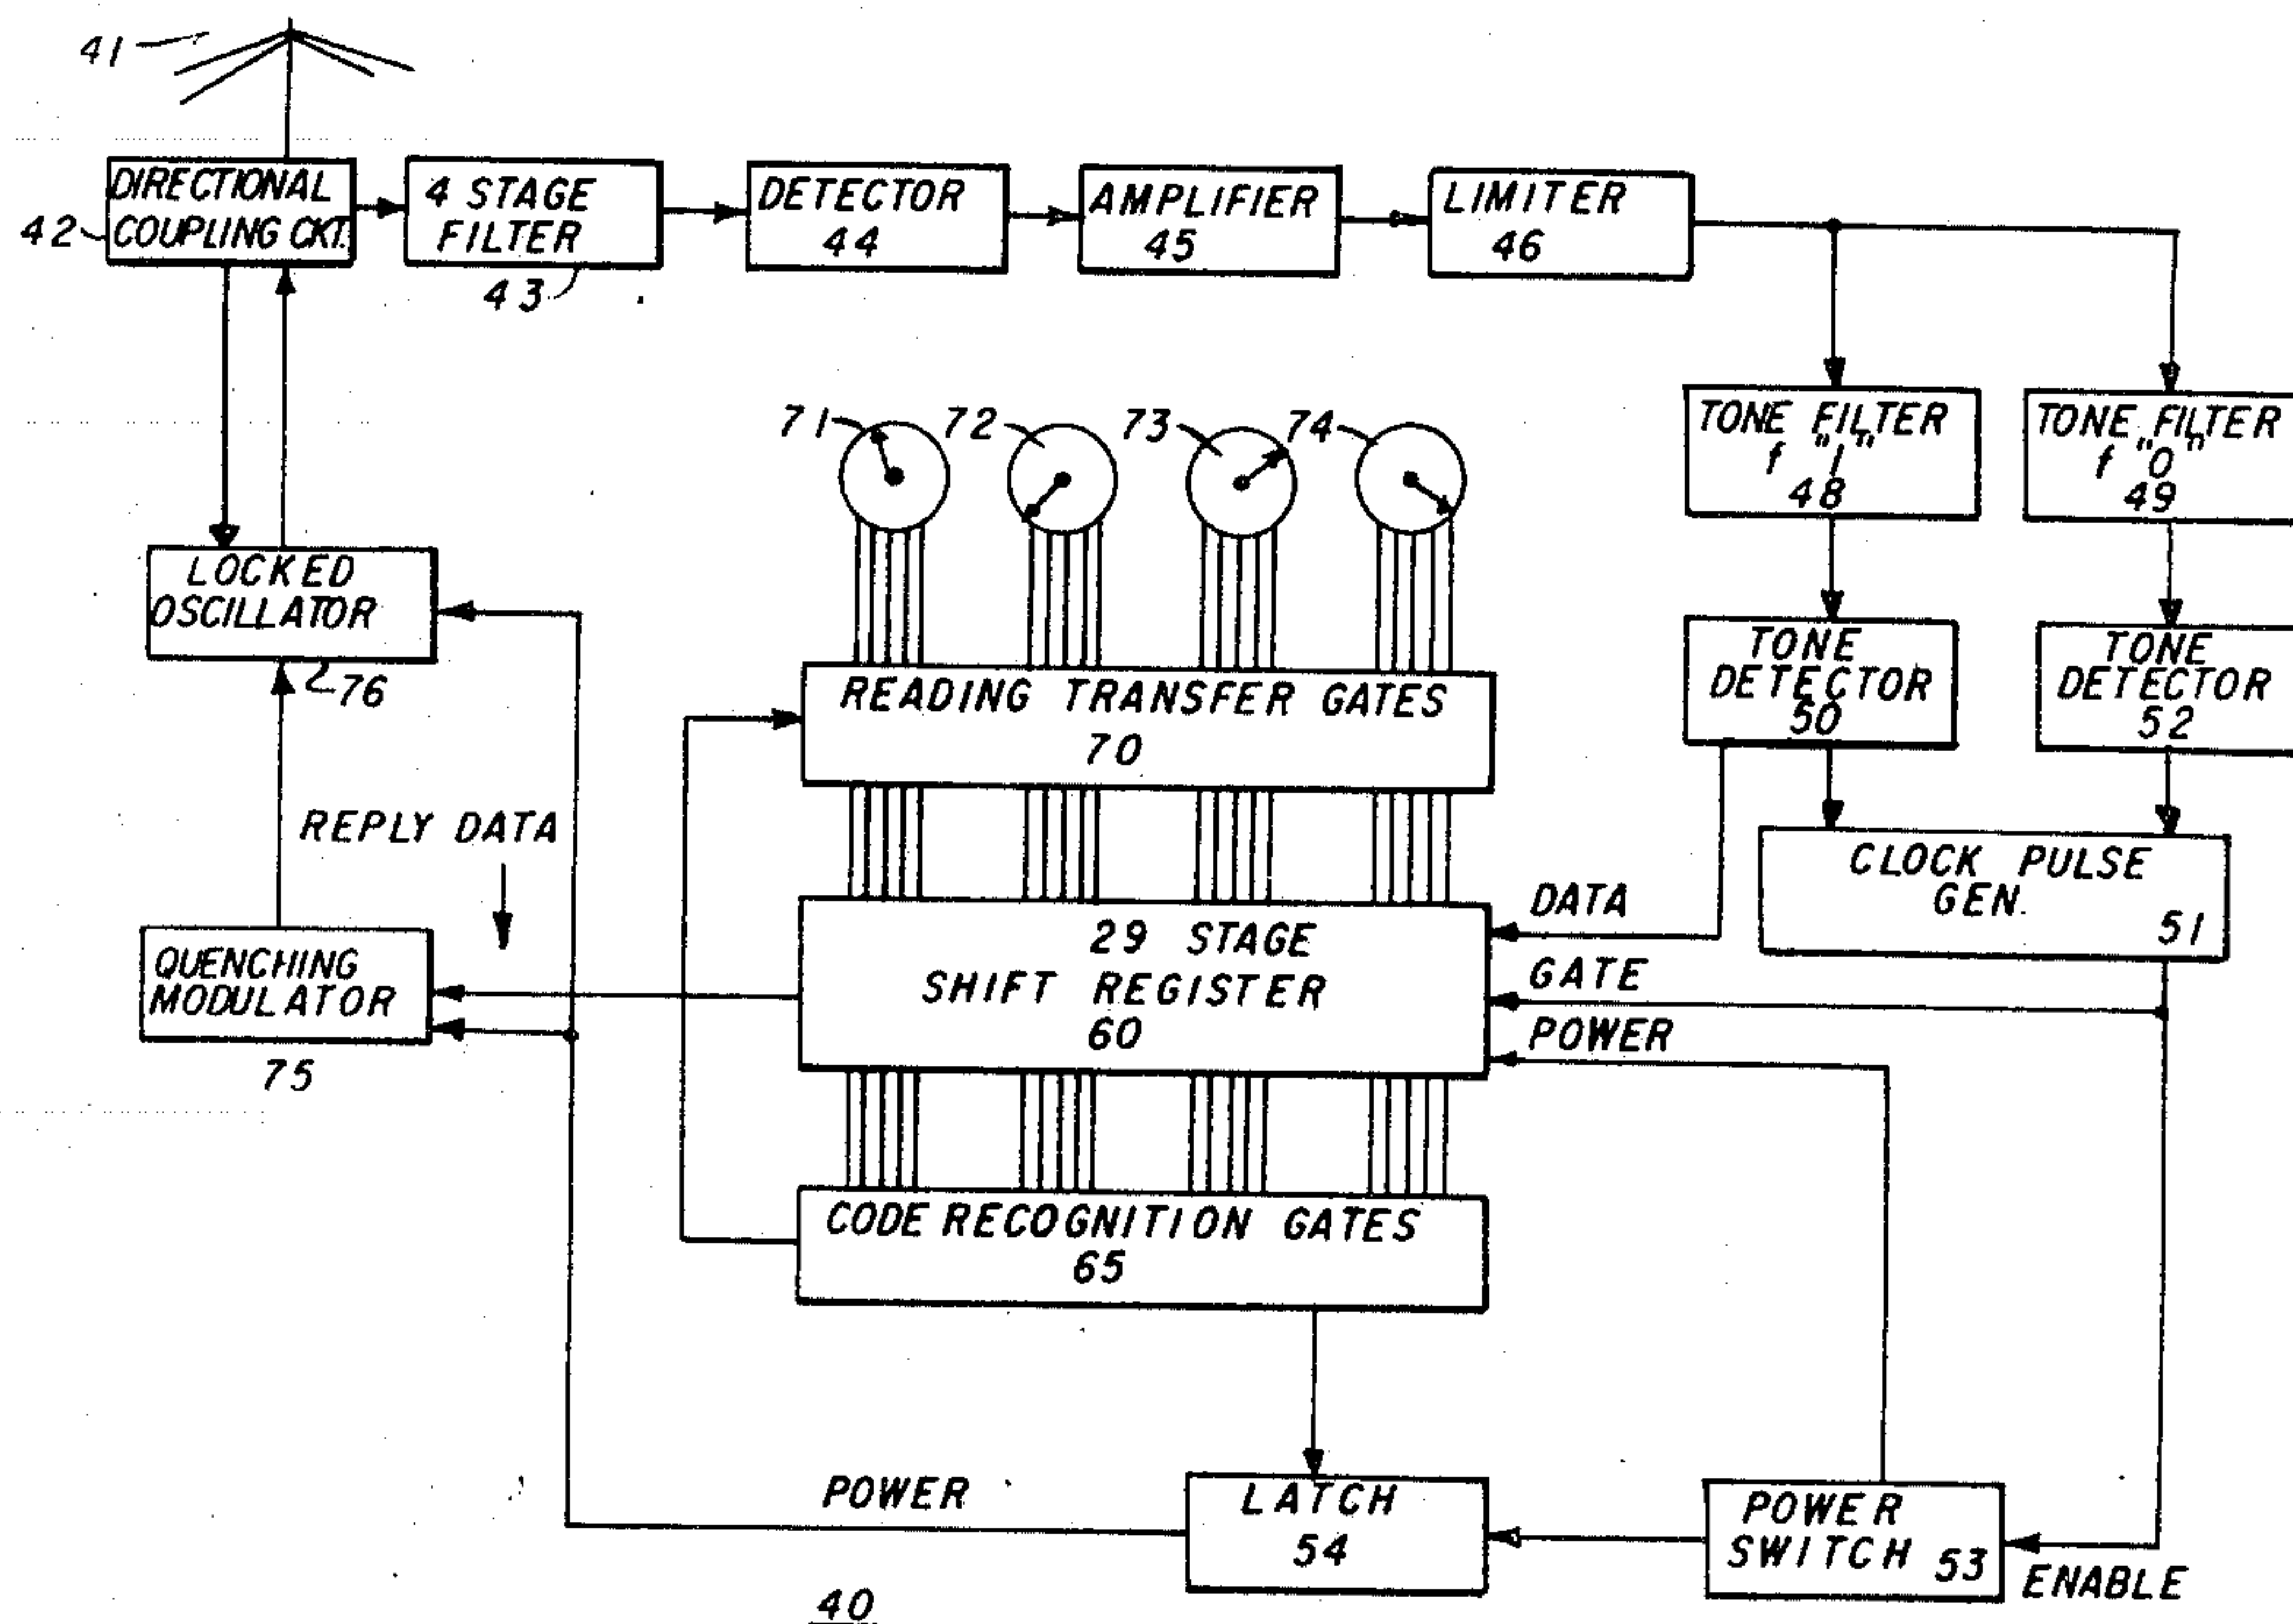 41
DIRECTIONAL
COUPLING CKT.
42
4 STAGE
FILTER
43
DETECTOR
44
AMPLIFIER
45
LIMITER
46
71
72
73
74
TONE FILTER
f "1"
48
TONE FILTER
f "0"
49
LOCKED
OSCILLATOR
76
TONE
DETECTOR
50
TONE
DETECTOR
52
READING TRANSFER GATES
70
REPLY DATA
CLOCK PULSE
GEN.
51
DATA
GATE
POWER
29 STAGE
SHIFT REGISTER
60
QUENCHING
MODULATOR
75
CODE RECOGNITION GATES
65
POWER
LATCH
54
POWER
SWITCH 53
ENABLE
40